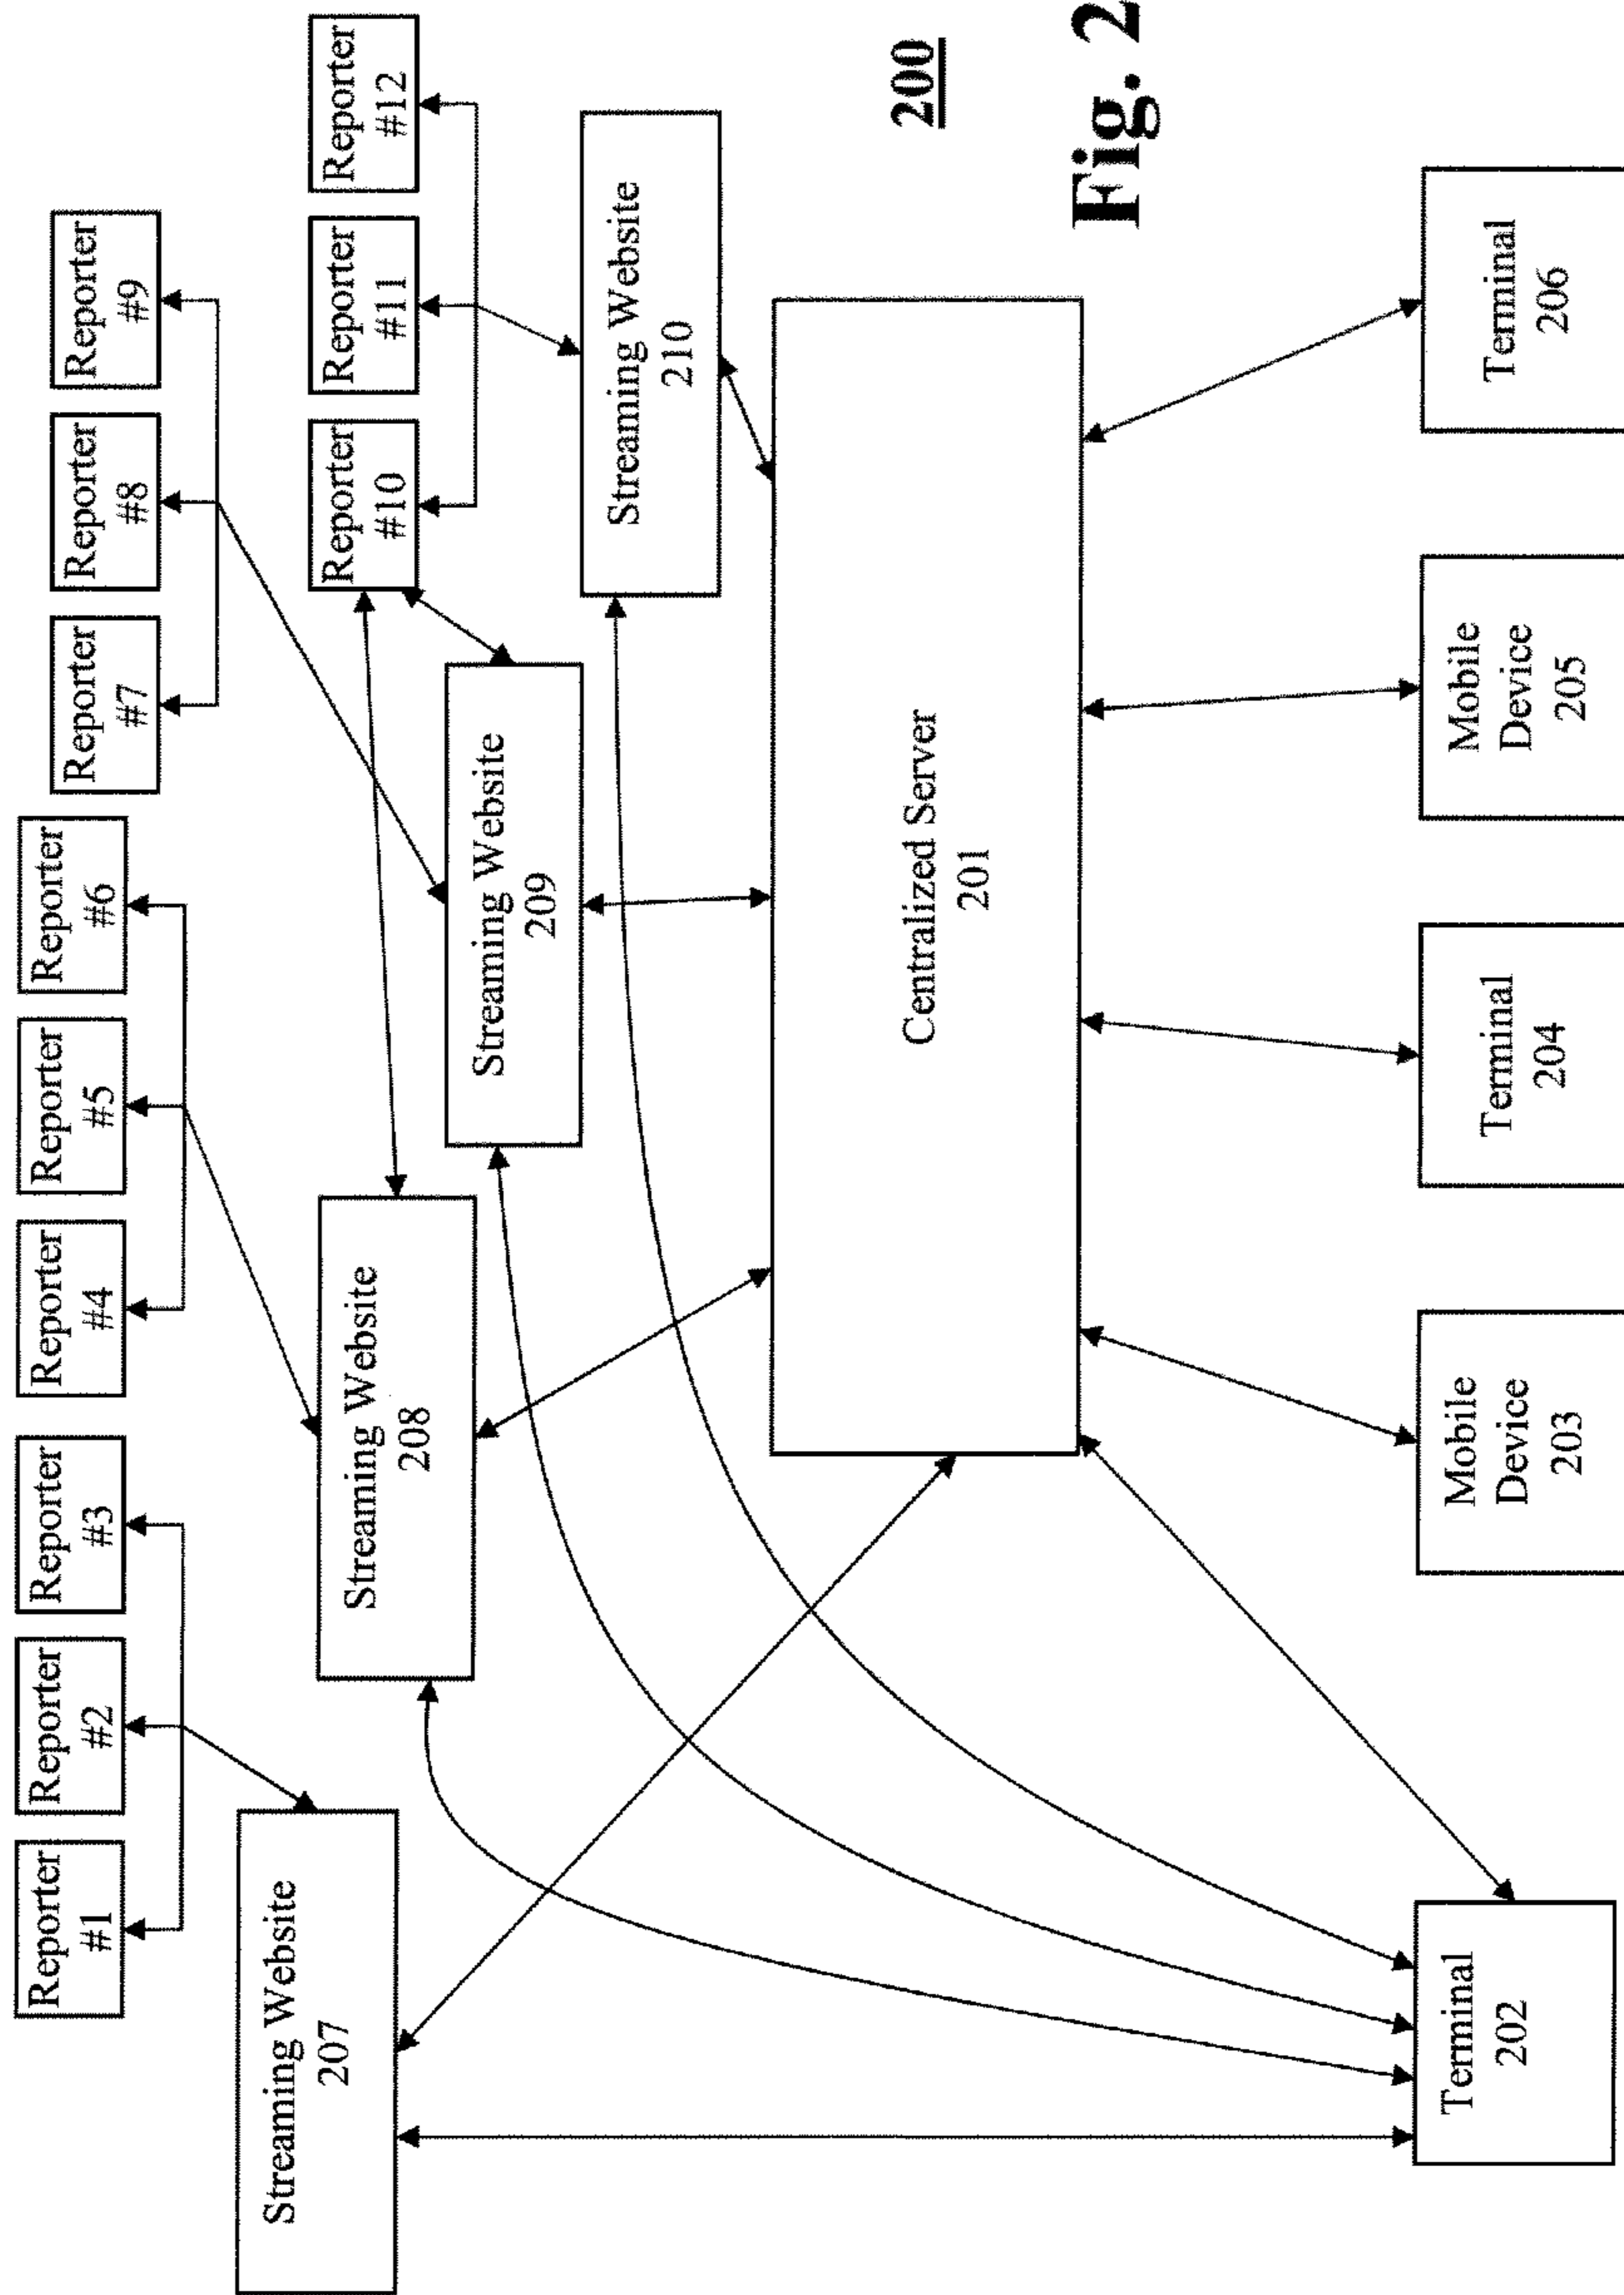 Reporter
#1
Reporter
#2
Reporter
#3
Reporter
#4
Reporter
#5
Reporter
#6
Reporter
#7
Reporter
#8
Reporter
#9
Reporter
#10
Reporter
#11
Reporter
#12
Streaming Website
207
Streaming Website
208
Streaming Website
209
Streaming Website
210
Centralized Server
201
Terminal
202
Mobile
Device
203
Terminal
204
Mobile
Device
205
Terminal
206
200
Fig. 2